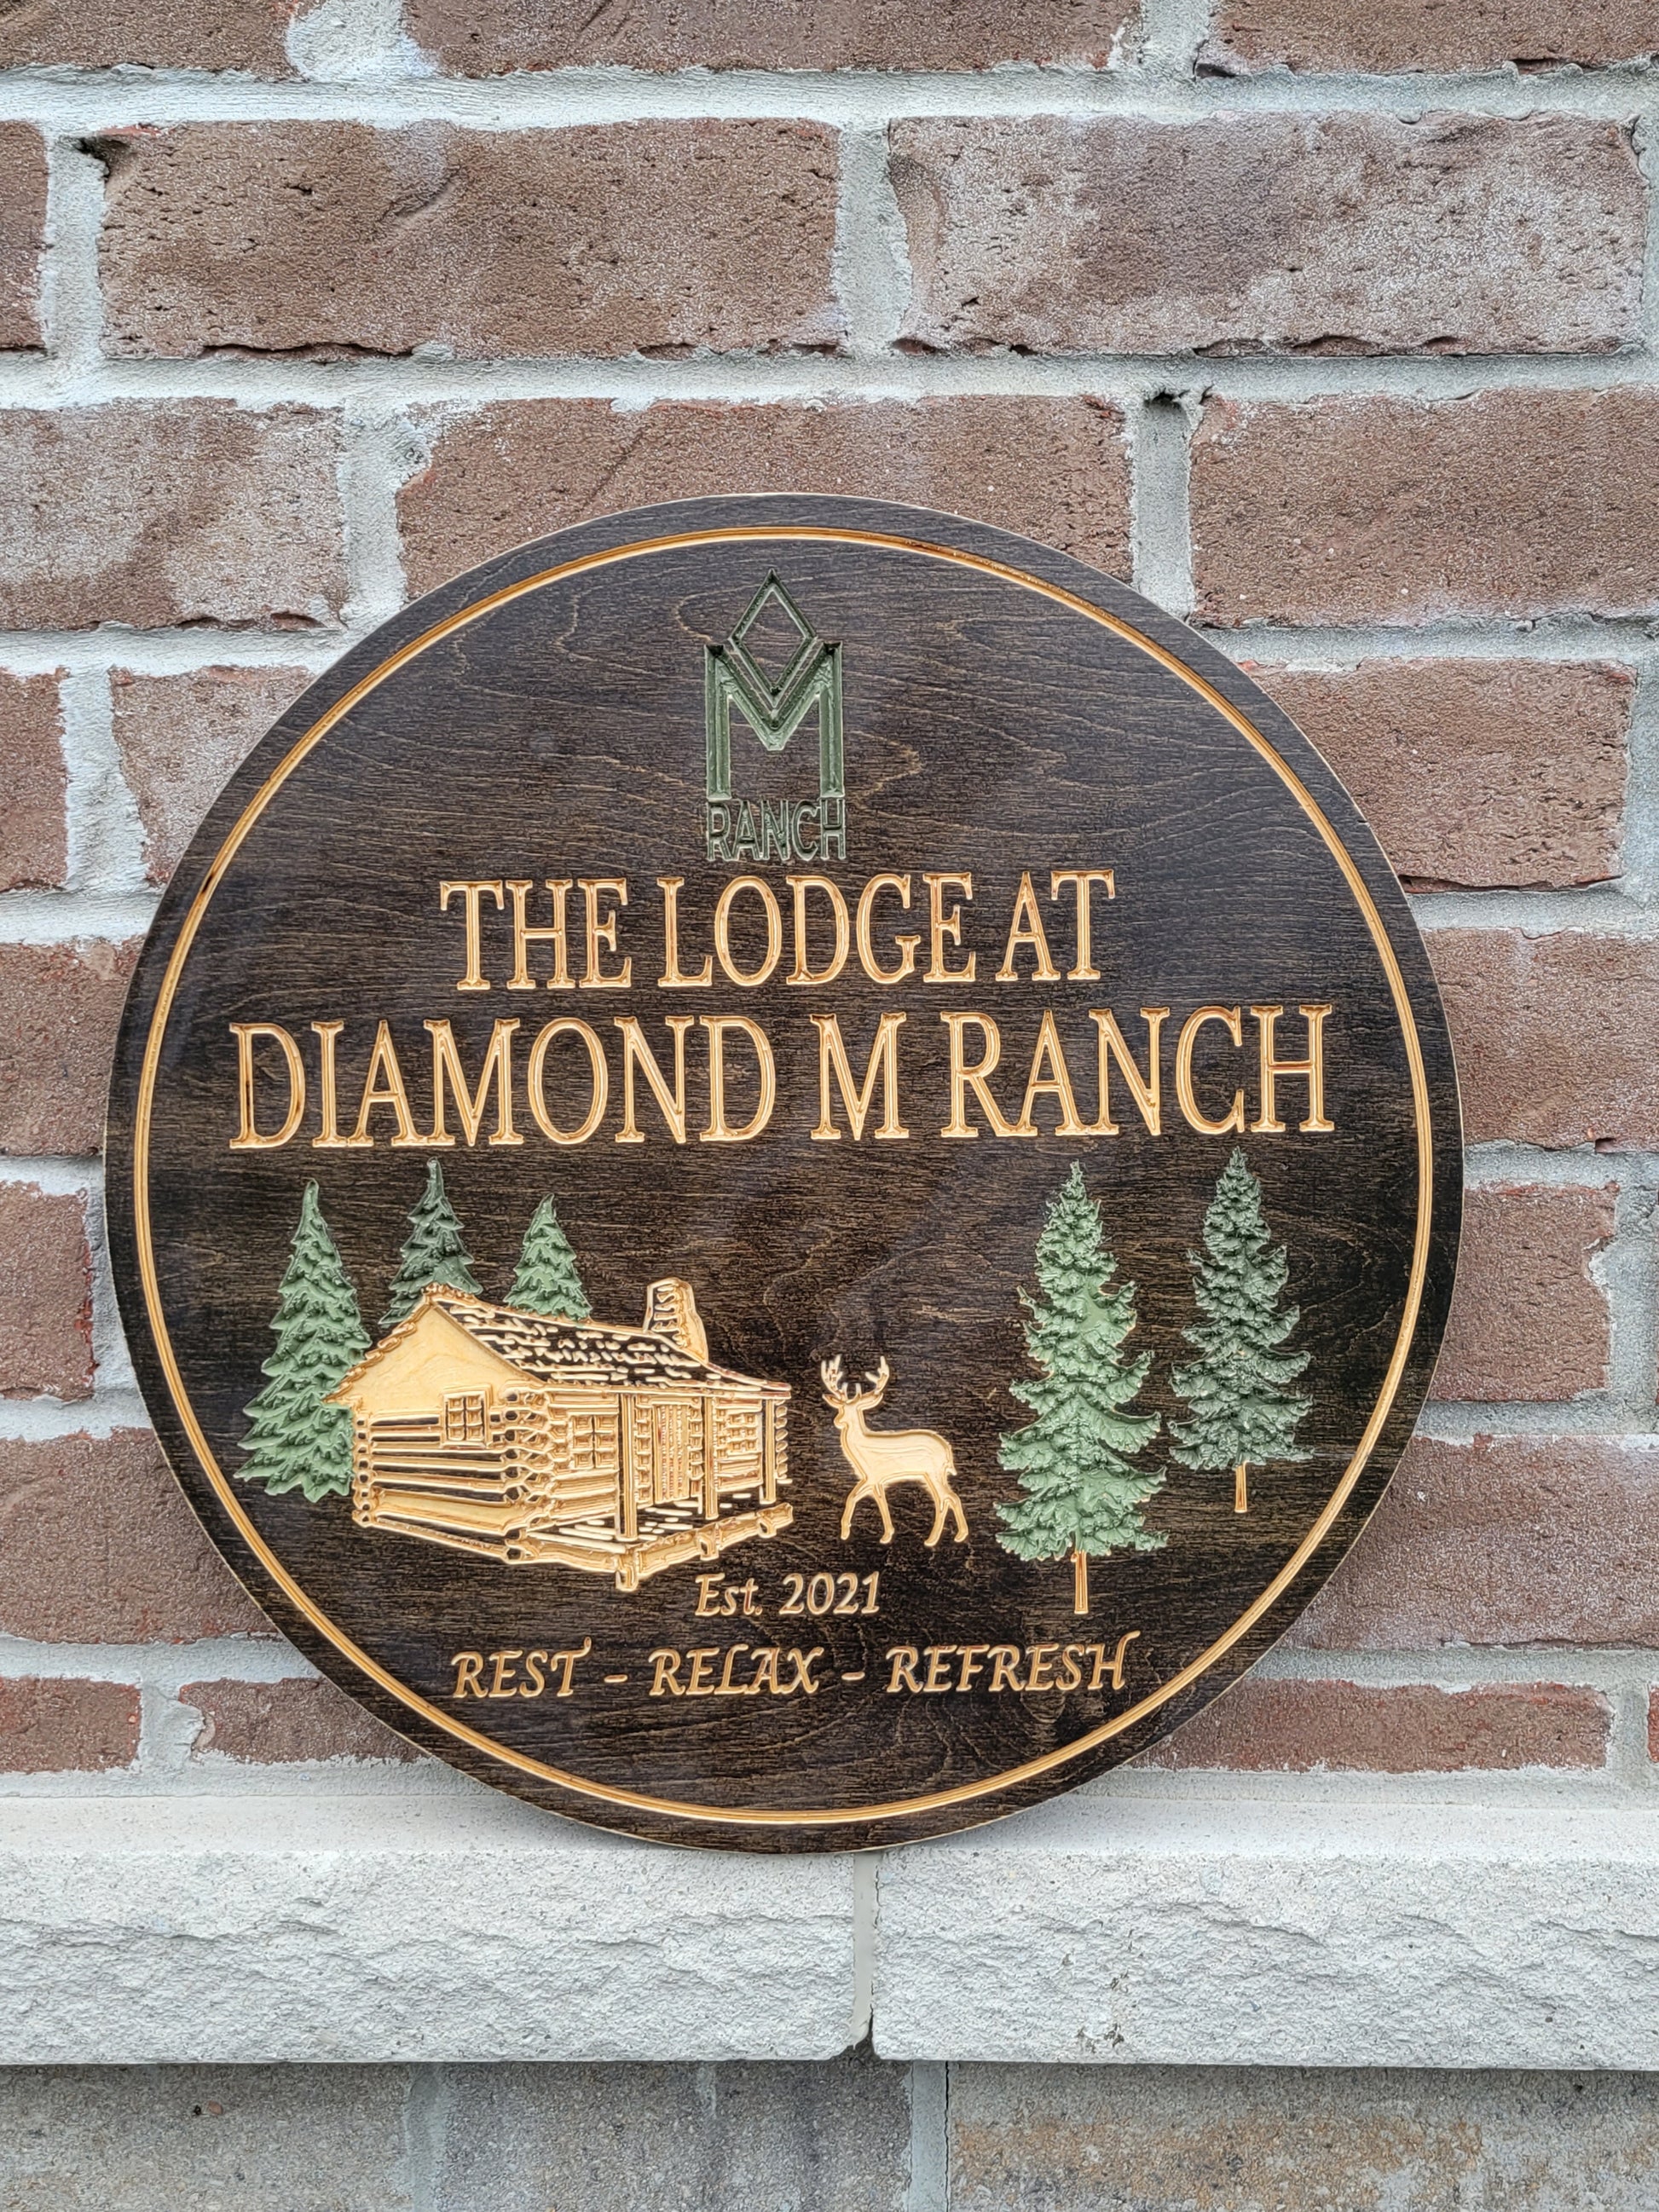 M
RANCH
THE LODGE AT
DIAMOND M RANCH
Est. 2021
REST - RELAX - REFRESH